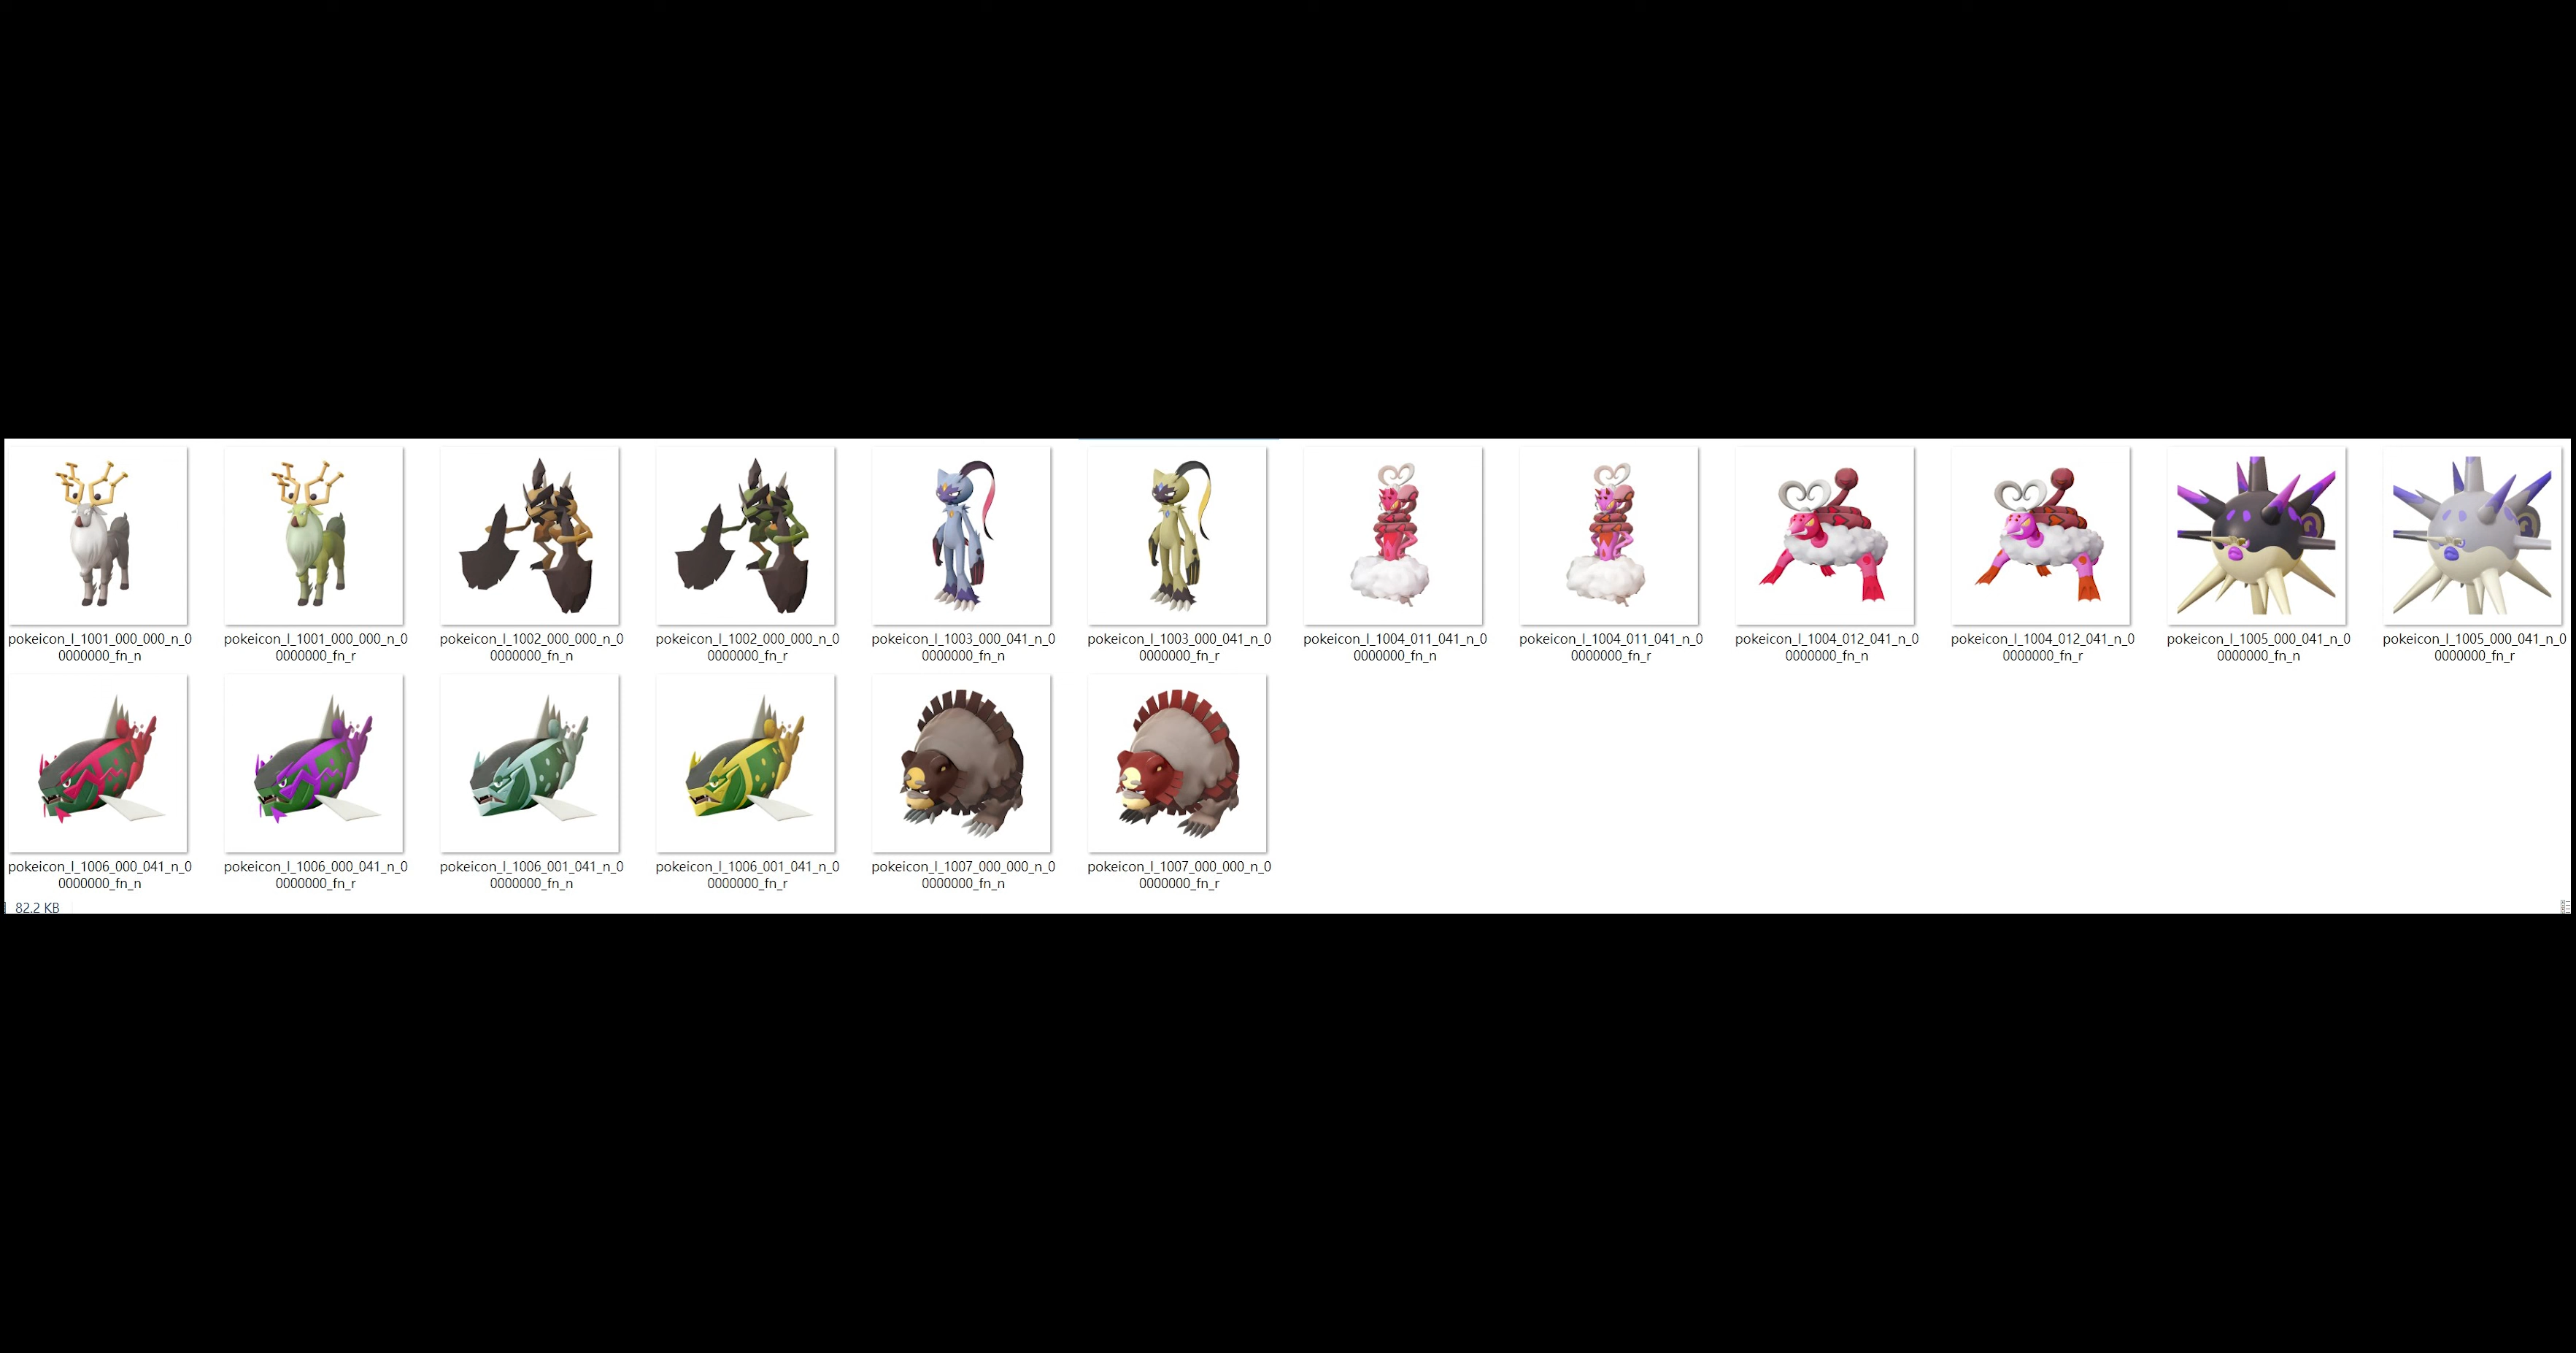 pokeicon_l_1001_000_000_n_0
0000000_fn_n
pokeicon_l_1001_000_000_n_0
0000000_fn_r
pokeicon_l_1002_000_000_n_0
0000000_fn_n
pokeicon_l_1002_000_000_n_0
0000000_fn_r
pokeicon_l_1003_000_041_n_0
0000000_fn_n
pokeicon_l_1003_000_041_n_0
0000000_fn_r
pokeicon_l_1004_011_041_n_0
0000000_fn_n
pokeicon_l_1004_011_041_n_0
0000000_fn_r
pokeicon_l_1004_012_041_n_0
0000000_fn_n
pokeicon_l_1004_012_041_n_0
0000000_fn_r
pokeicon_l_1005_000_041_n_0
0000000_fn_n
pokeicon_l_1005_000_041_n_0
0000000_fn_r
pokeicon_l_1006_000_041_n_0
0000000_fn_n
pokeicon_l_1006_000_041_n_0
0000000_fn_r
pokeicon_l_1006_001_041_n_0
0000000_fn_n
pokeicon_l_1006_001_041_n_0
0000000_fn_r
pokeicon_l_1007_000_000_n_0
0000000_fn_n
pokeicon_l_1007_000_000_n_0
0000000_fn_r
82.2 KB